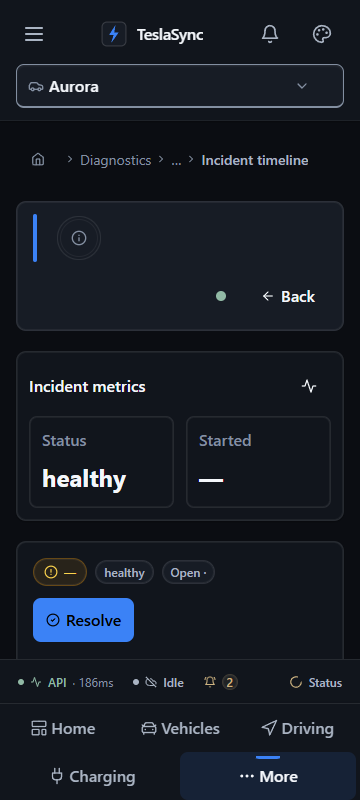 TeslaSync
Aurora
Diagnostics ... Incident timeline
Back
Incident metrics
Status
healthy
Started
—
— healthy Open ·
Resolve
API · 186ms Idle 2 Status
Home Vehicles Driving
Charging More